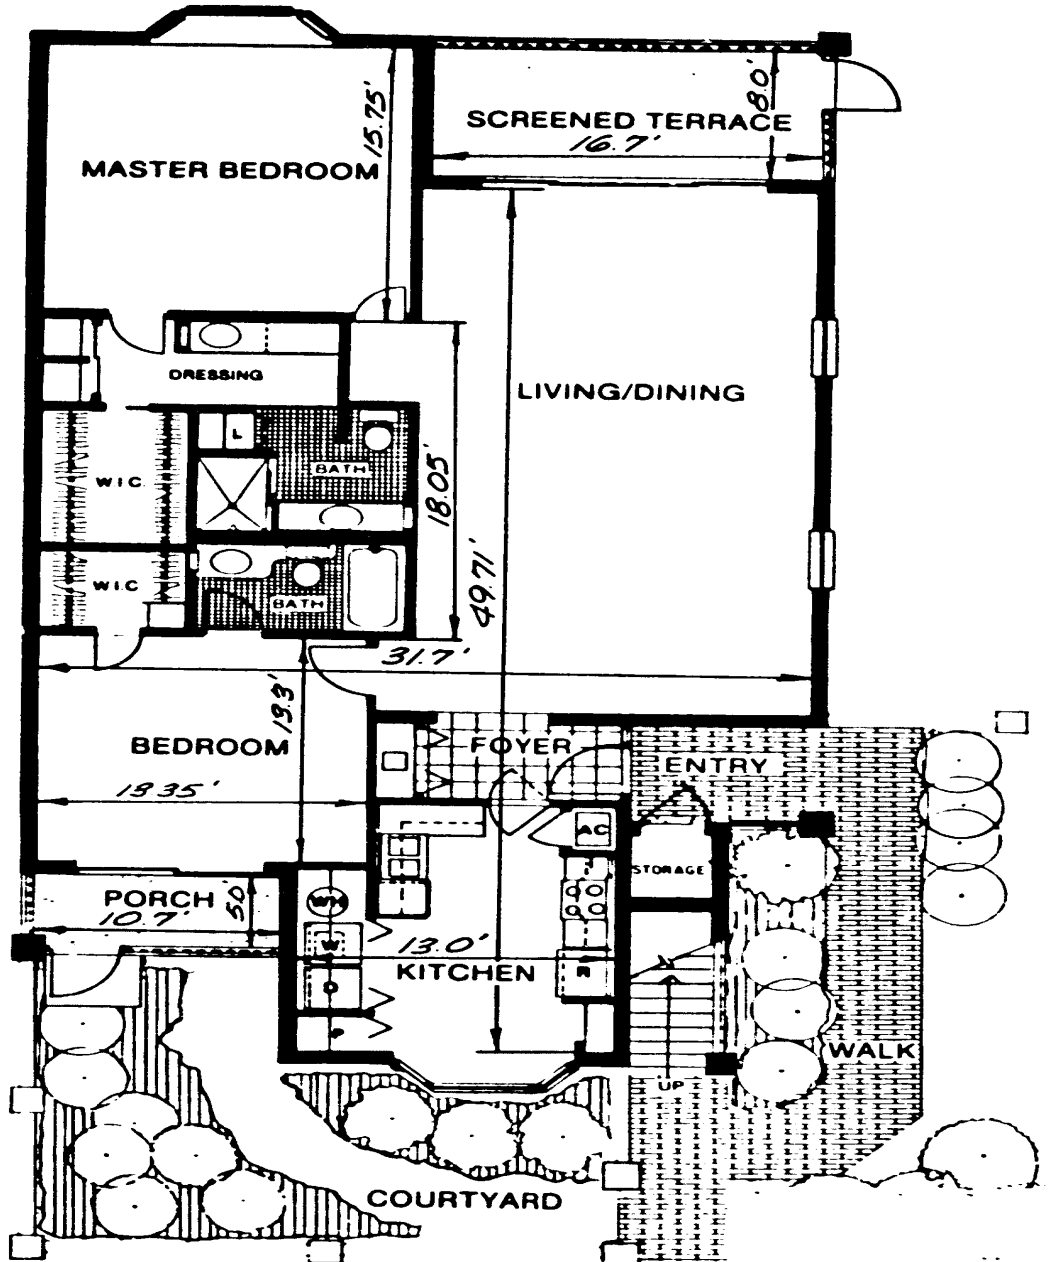 15.75'
8.0'
SCREENED TERRACE
16.7'
MASTER BEDROOM
DRESSING
LIVING/DINING
L
BATH
W.I.C.
18.05'
49.71'
W.I.C
BATH
31.7'
13.3'
BEDROOM
FOYER
ENTRY
13.35'
AC
STORAGE
PORCH
10.7'
5.0'
WH
W
13.0'
KITCHEN
D
R
P
WALK
UP
COURTYARD